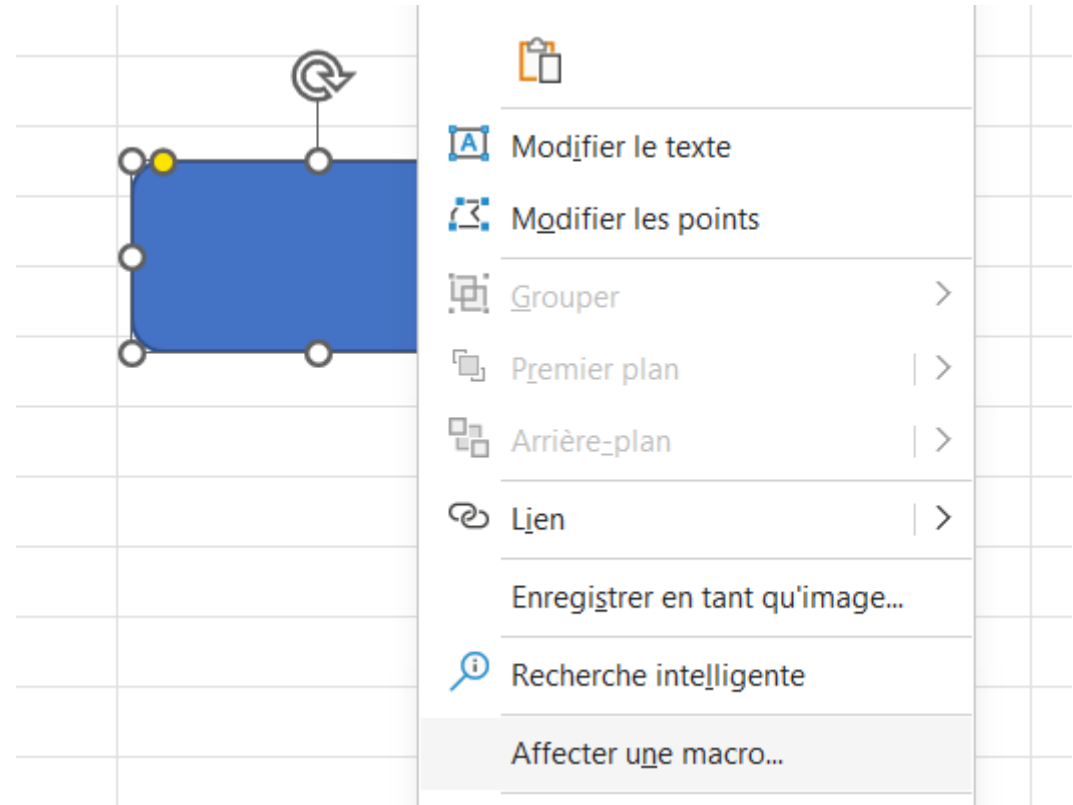 Modifier le texte
Modifier les points
Grouper
Premier plan
Arrière-plan
Lien
Enregistrer en tant qu'image...
Recherche intelligente
Affecter une macro...